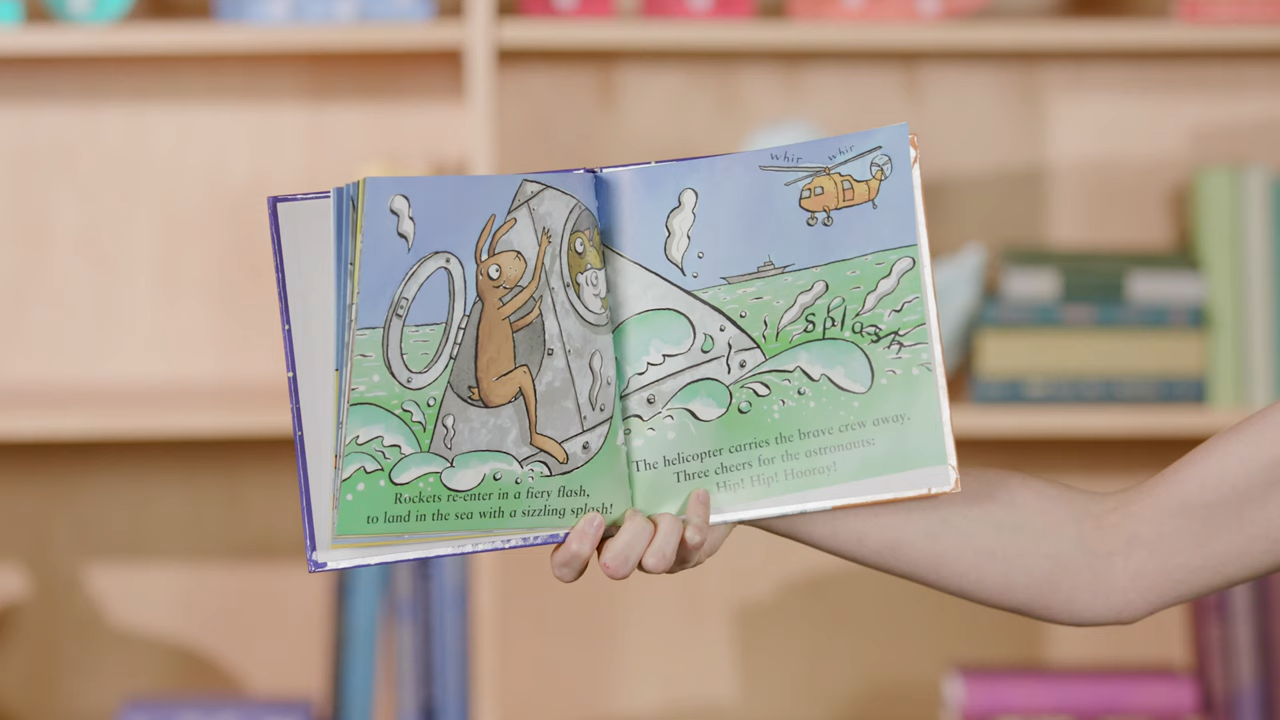 Rockets re-enter in a fiery flash,
to land in the sea with a sizzling splash!
whir whir
splash
The helicopter carries the brave crew away.
Three cheers for the astronauts:
Hip! Hip! Hooray!